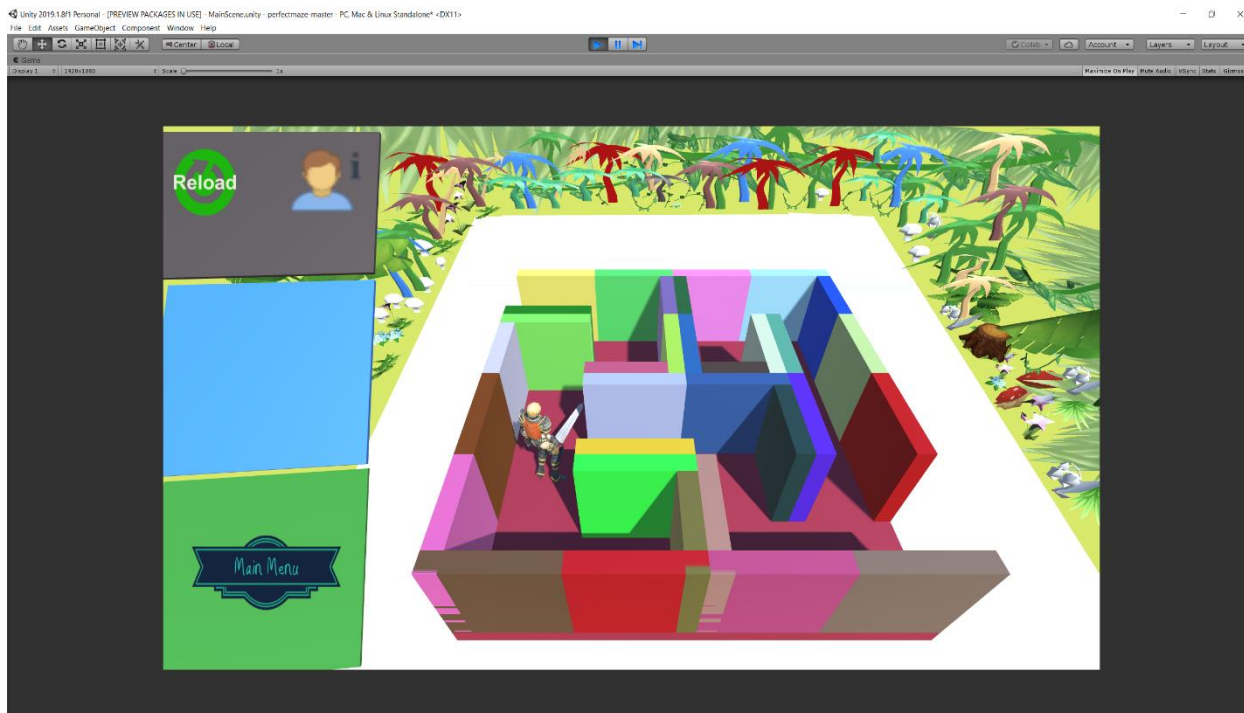 Unity 2019.1.8f1 Personal - [PREVIEW PACKAGES IN USE] - MainScene.unity - perfectmaze-master - PC, Mac & Linux Standalone* <DX11>
File Edit Assets GameObject Component Window Help
Center Local Collab Account Layers Layout
Game
Display 1 1920x1080 Scale 1x Maximize On Play Mute Audio VSync Stats Gizmos
Reload
i
Main Menu